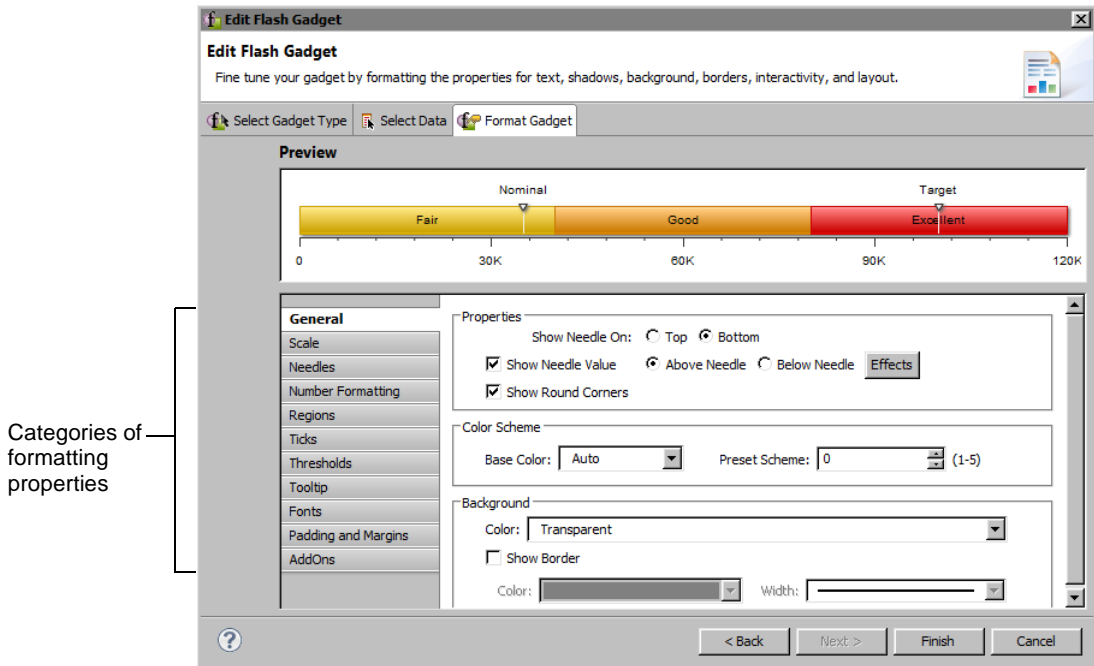 Edit Flash Gadget
Edit Flash Gadget
Fine tune your gadget by formatting the properties for text, shadows, background, borders, interactivity, and layout.
Select Gadget Type
Select Data
Format Gadget
Preview
Nominal
Target
Fair
Good
Excellent
0
30K
60K
90K
120K
Categories of
formatting
properties
General
Scale
Needles
Number Formatting
Regions
Ticks
Thresholds
Tooltip
Fonts
Padding and Margins
AddOns
Properties
Show Needle On: Top Bottom
Show Needle Value Above Needle Below Needle Effects
Show Round Corners
Color Scheme
Base Color: Auto Preset Scheme: 0 (1-5)
Background
Color: Transparent
Show Border
Color: Width:
? < Back Next > Finish Cancel